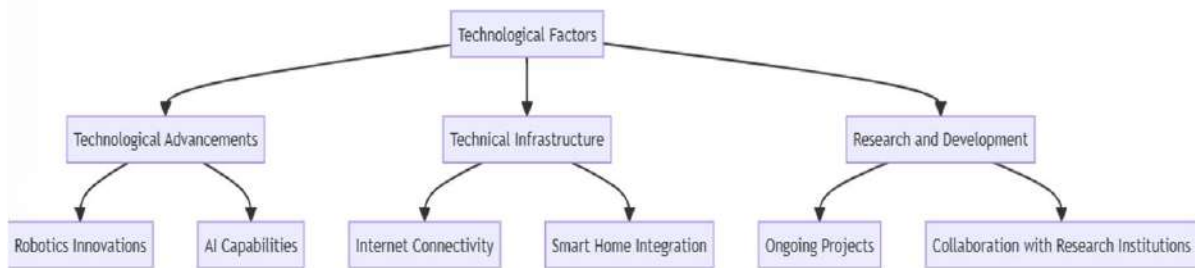 Technological Factors
Technological Advancements
Technical Infrastructure
Research and Development
Robotics Innovations
AI Capabilities
Internet Connectivity
Smart Home Integration
Ongoing Projects
Collaboration with Research Institutions